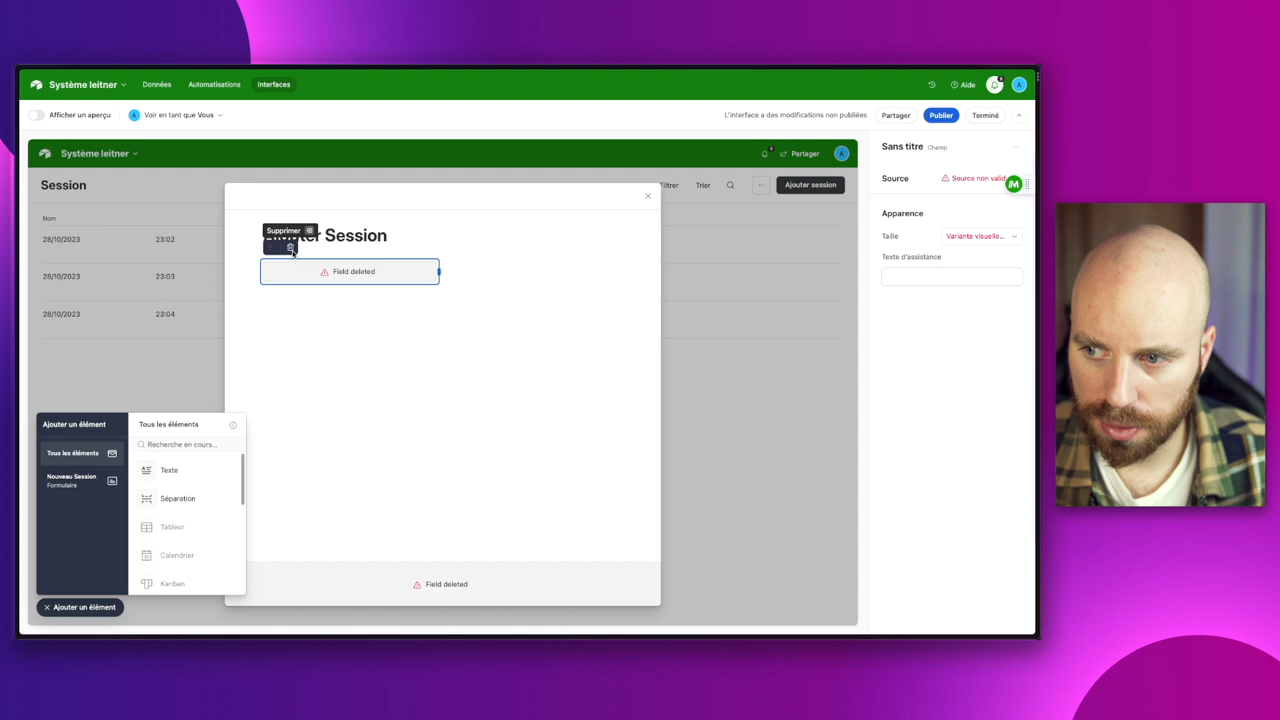 Système leitner
Données
Automatisations
Interfaces
Aide
8
A
Afficher un aperçu
A
Voir en tant que Vous
L'interface a des modifications non publiées
Partager
Publier
Terminé
Système leitner
8
Partager
A
Session
Filtrer
Trier
...
Ajouter session
Nom
28/10/2023 23:02
28/10/2023 23:03
28/10/2023 23:04
Supprimer
Ajouter Session
Field deleted
Field deleted
Ajouter un élément
Tous les éléments
Nouveau Session
Formulaire
Tous les éléments
Recherche en cours...
Texte
Séparation
Tableur
Calendrier
Kanban
Ajouter un élément
Sans titre Champ
Source
Source non valid
Apparence
Taille
Variante visuelle...
Texte d'assistance